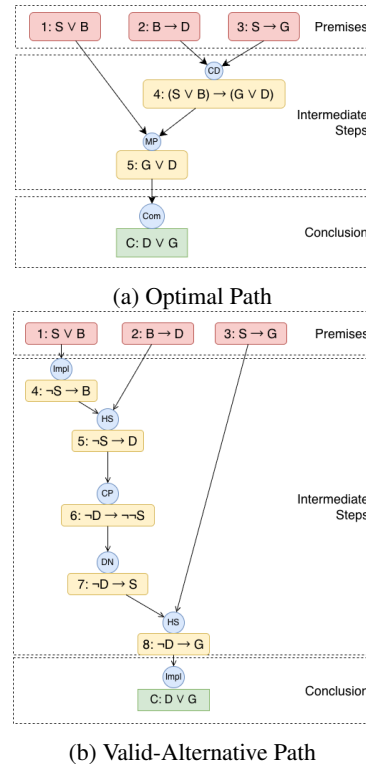 1: S ∨ B
2: B → D
3: S → G
Premises
CD
4: (S ∨ B) → (G ∨ D)
Intermediate
Steps
MP
5: G ∨ D
Com
C: D ∨ G
Conclusion
(a) Optimal Path
1: S ∨ B
2: B → D
3: S → G
Premises
Impl
4: ¬S → B
HS
5: ¬S → D
CP
6: ¬D → ¬¬S
Intermediate
Steps
DN
7: ¬D → S
HS
8: ¬D → G
Impl
C: D ∨ G
Conclusion
(b) Valid-Alternative Path